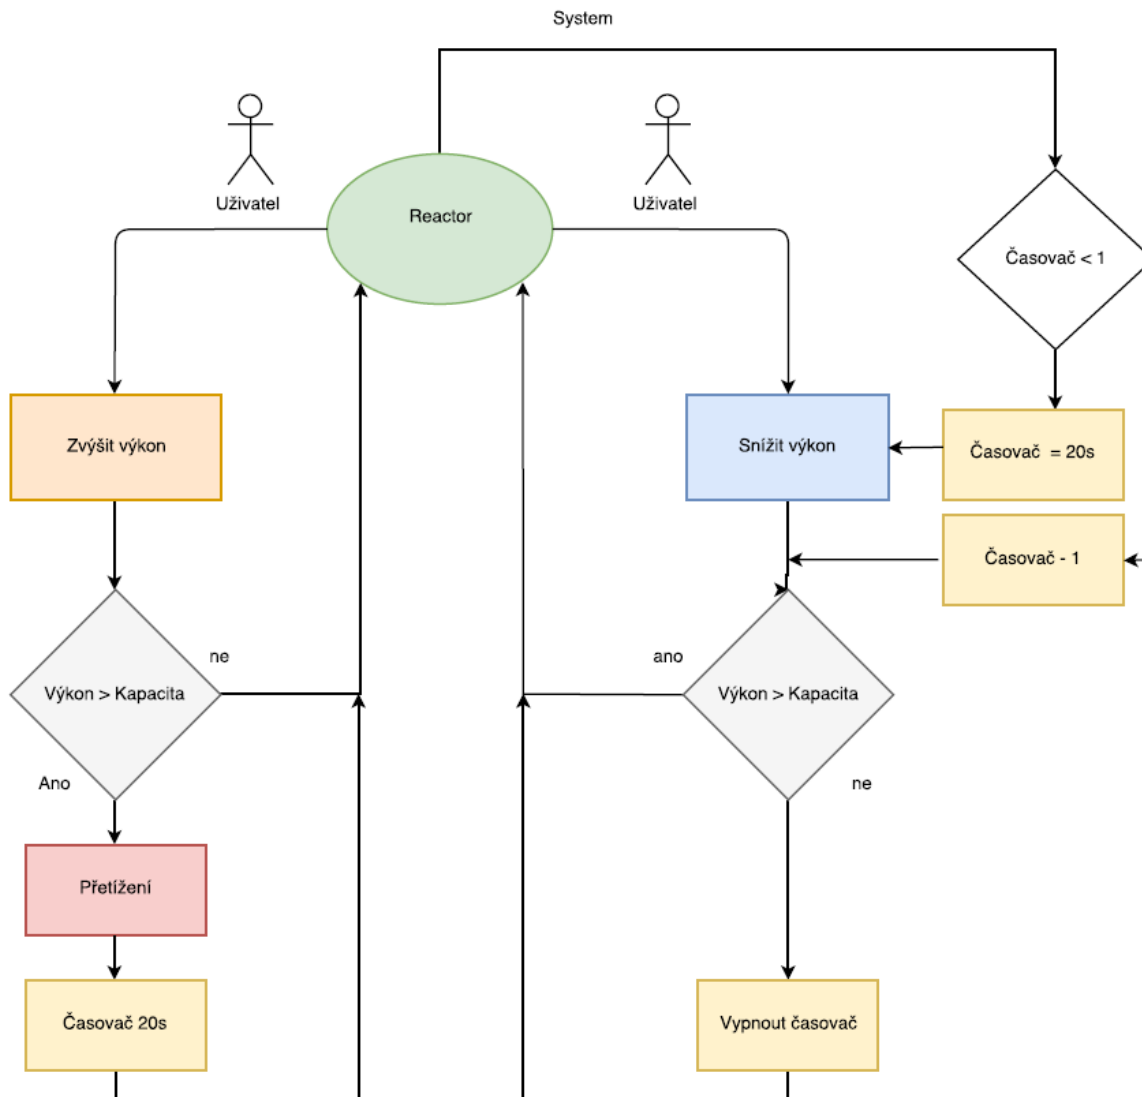 System
Uživatel
Uživatel
Reactor
Časovač < 1
Zvýšit výkon
Snížit výkon
Časovač = 20s
Časovač - 1
ne
ano
Výkon > Kapacita
Výkon > Kapacita
Ano
ne
Přetížení
Časovač 20s
Vypnout časovač